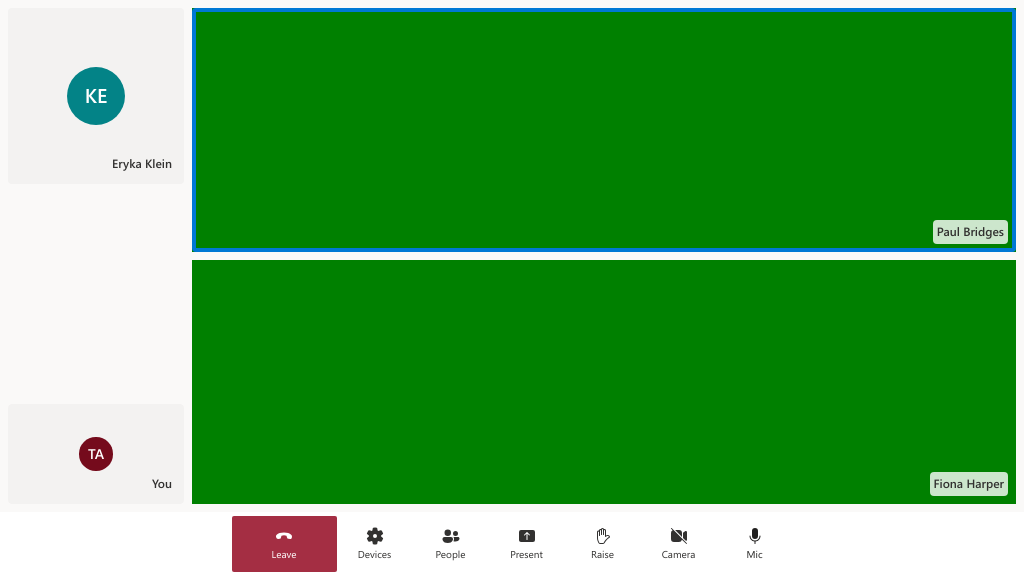 KE
Eryka Klein
Paul Bridges
TA
You
Fiona Harper
Leave
Devices
People
Present
Raise
Camera
Mic